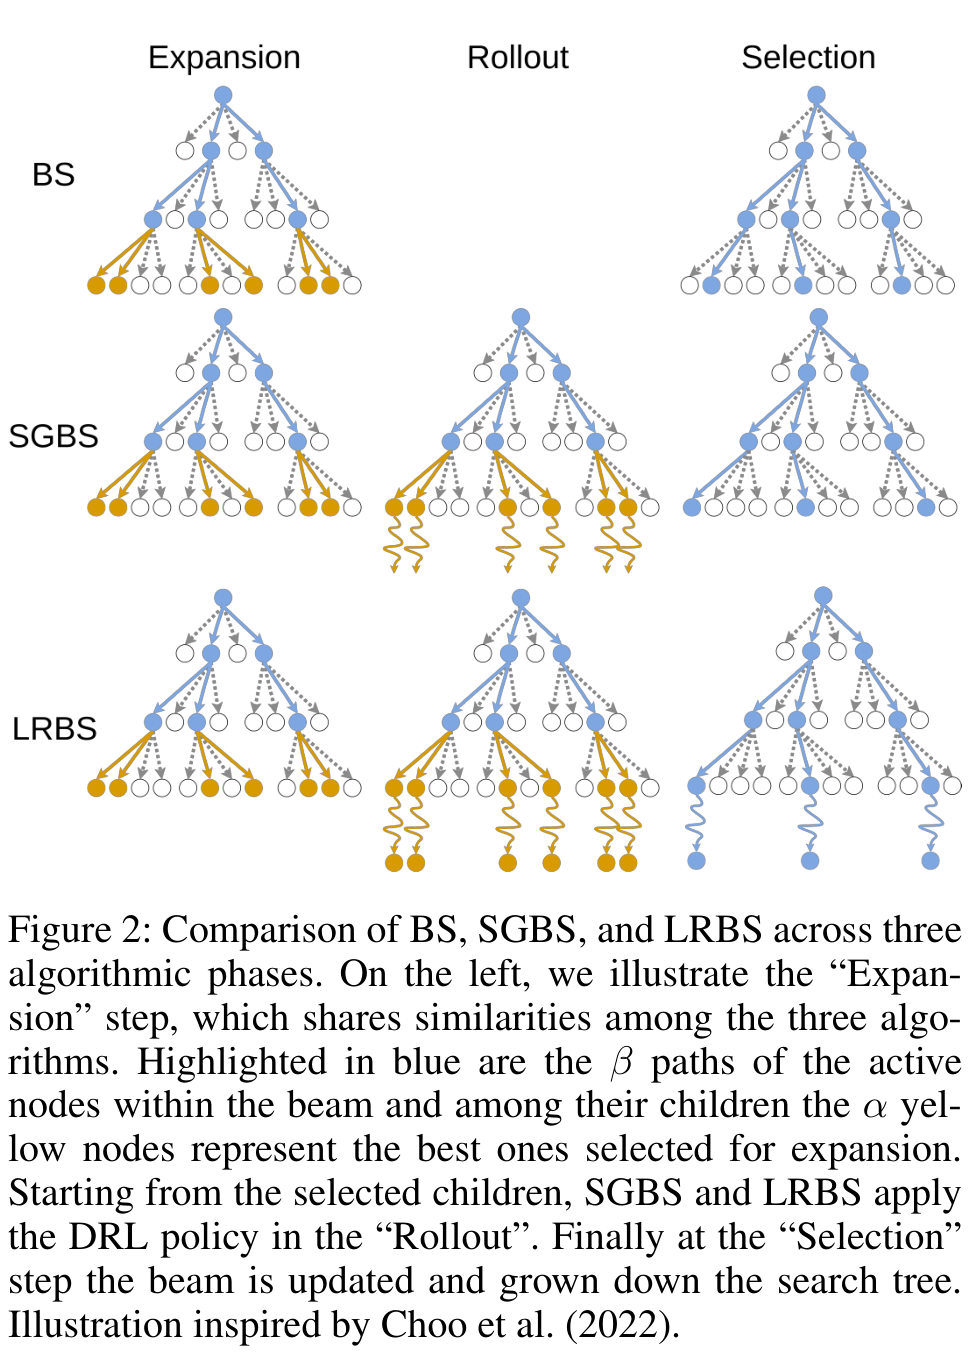 Expansion
Rollout
Selection
BS
SGBS
LRBS
Figure 2: Comparison of BS, SGBS, and LRBS across three
algorithmic phases. On the left, we illustrate the “Expan-
sion” step, which shares similarities among the three algo-
rithms. Highlighted in blue are the β paths of the active
nodes within the beam and among their children the α yel-
low nodes represent the best ones selected for expansion.
Starting from the selected children, SGBS and LRBS apply
the DRL policy in the “Rollout”. Finally at the “Selection”
step the beam is updated and grown down the search tree.
Illustration inspired by Choo et al. (2022).